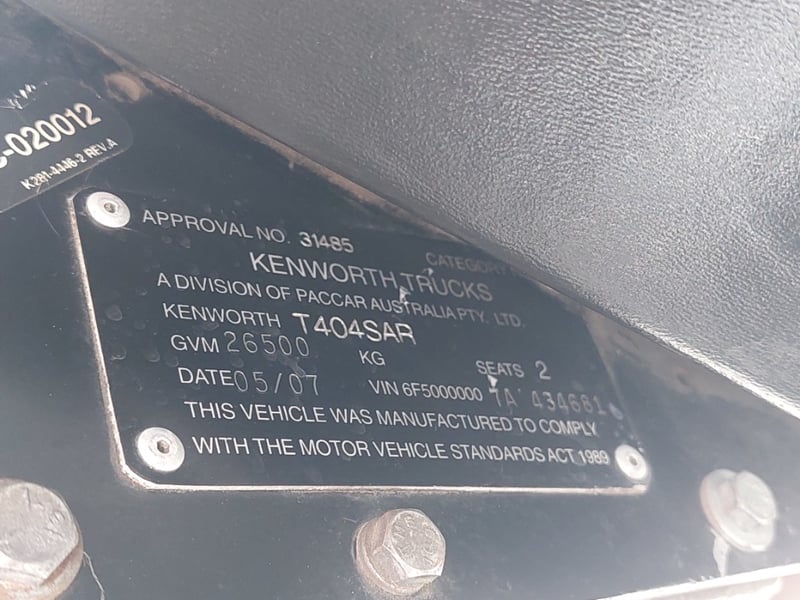 -020012
K281-4446-2 REV.A
APPROVAL NO. 31485
CATEGORY
KENWORTH TRUCKS
A DIVISION OF PACCAR AUSTRALIA PTY. LTD.
KENWORTH T404SAR
GVM 26500 KG SEATS 2
DATE 05/07 VIN 6F5000000 7A 434681
THIS VEHICLE WAS MANUFACTURED TO COMPLY
WITH THE MOTOR VEHICLE STANDARDS ACT 1989